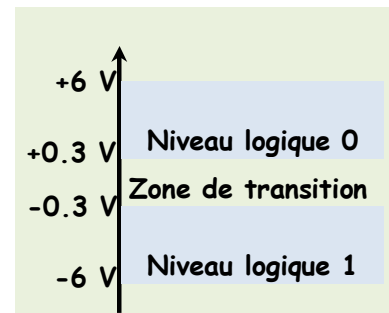 +6 V
+0.3 V Niveau logique 0
Zone de transition
-0.3 V
Niveau logique 1
-6 V